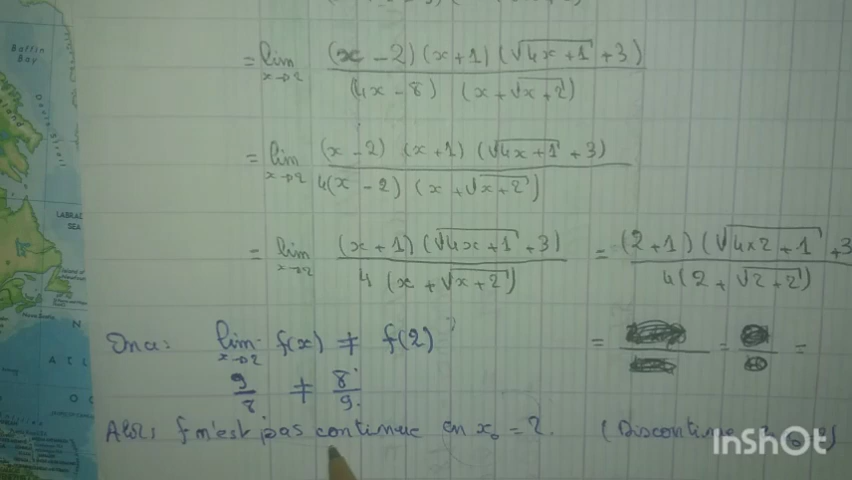 Baffin
Bay
Davis Strait
LABRADOR
SEA
= lim x→2 (x - 2) (x + 1) (√4x + 1 + 3) / (4x - 8) (x + √x + 2)
= lim x→2 (x - 2) (x + 1) (√4x + 1 + 3) / 4(x - 2) (x + √x + 2)
= lim x→2 (x + 1) (√4x + 1 + 3) / 4 (x + √x + 2) = (2 + 1) (√4×2 + 1 + 3 / 4(2 + √2 + 2)
On a : lim x→2 f(x) ≠ f(2) = = =
9/8 ≠ 8/9
Alors f n'est pas continue en x₀ = 2.
InShOt